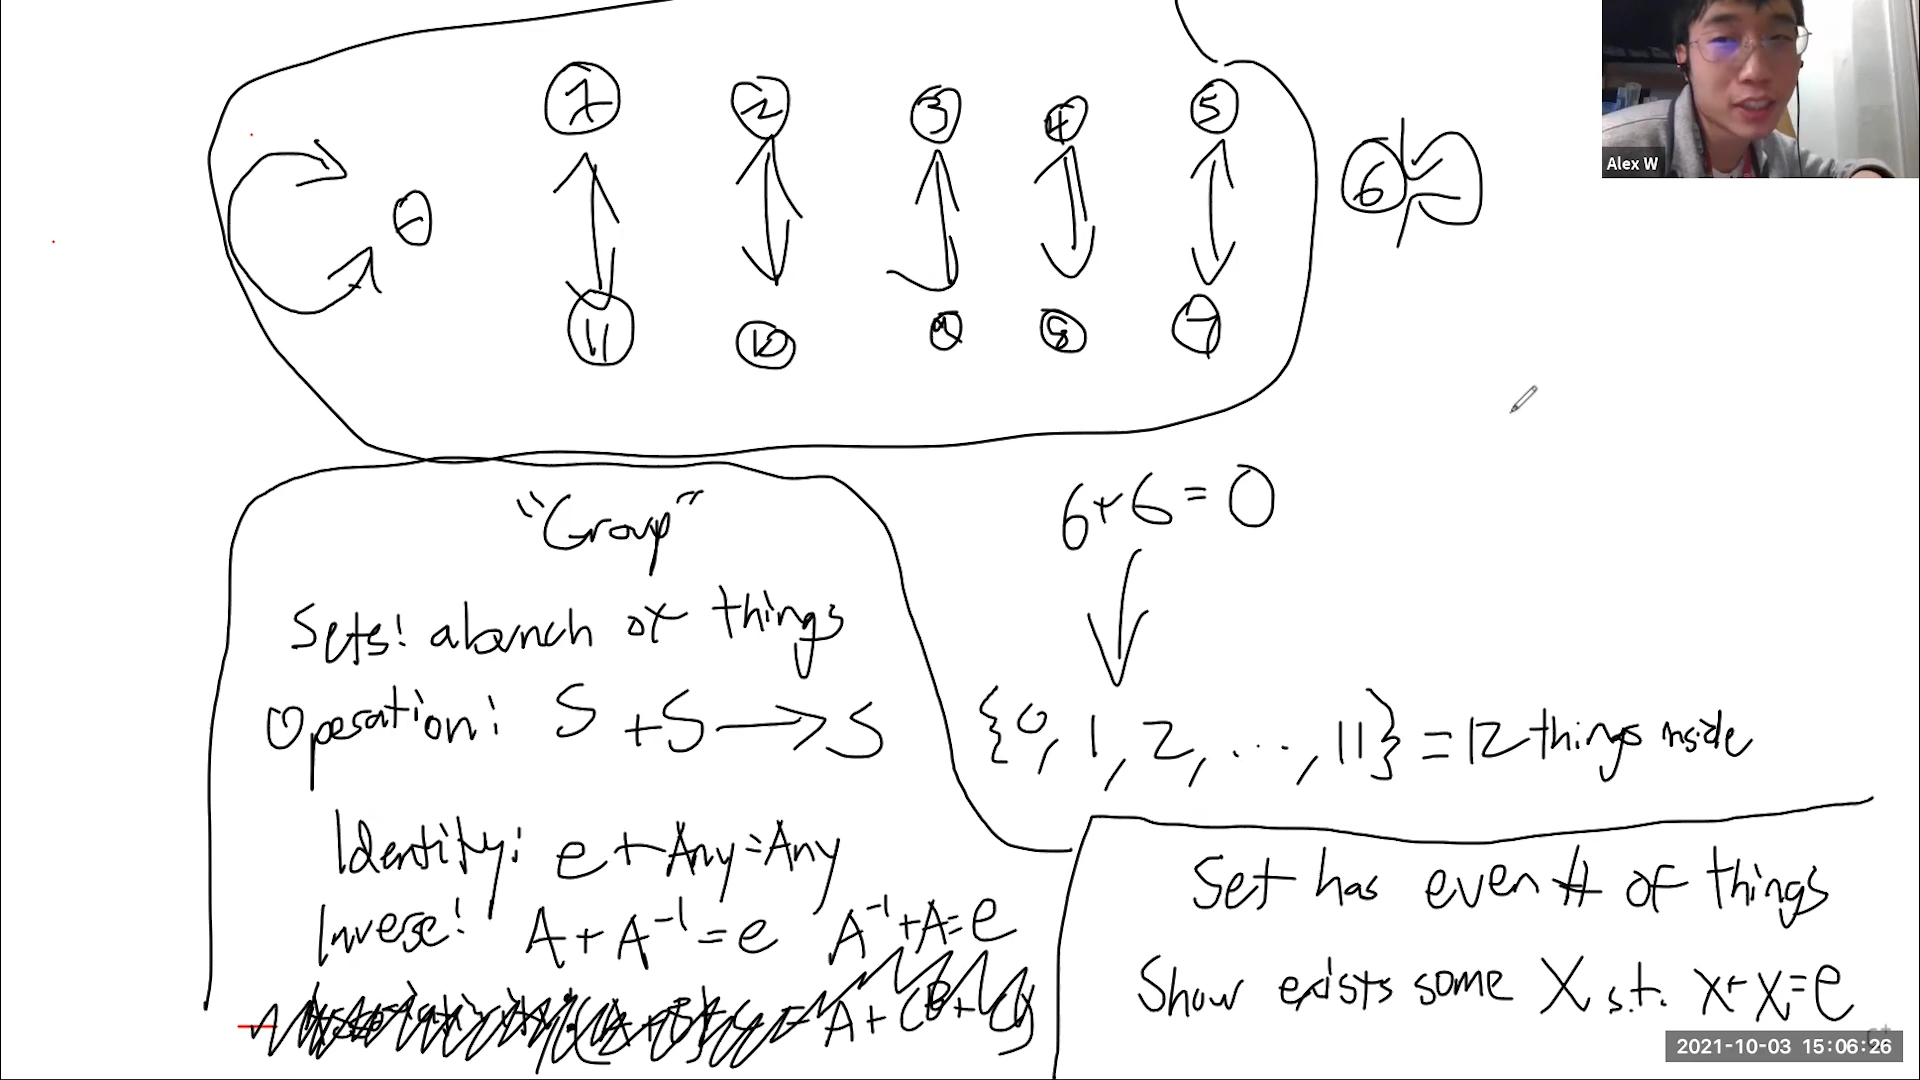 1 2 3 4 5
6
Alex W
11 10 9 8 7
6+6=0
"Group"
Sets: a bunch of things
Operation: S+S→S
{0, 1, 2, ..., 11} = 12 things inside
Identity: e+Any=Any
Inverse: A+A⁻¹=e A⁻¹+A=e
A+(B+C)
Set has even # of things
Show exists some X s.t. X+X=e
2021-10-03 15:06:26